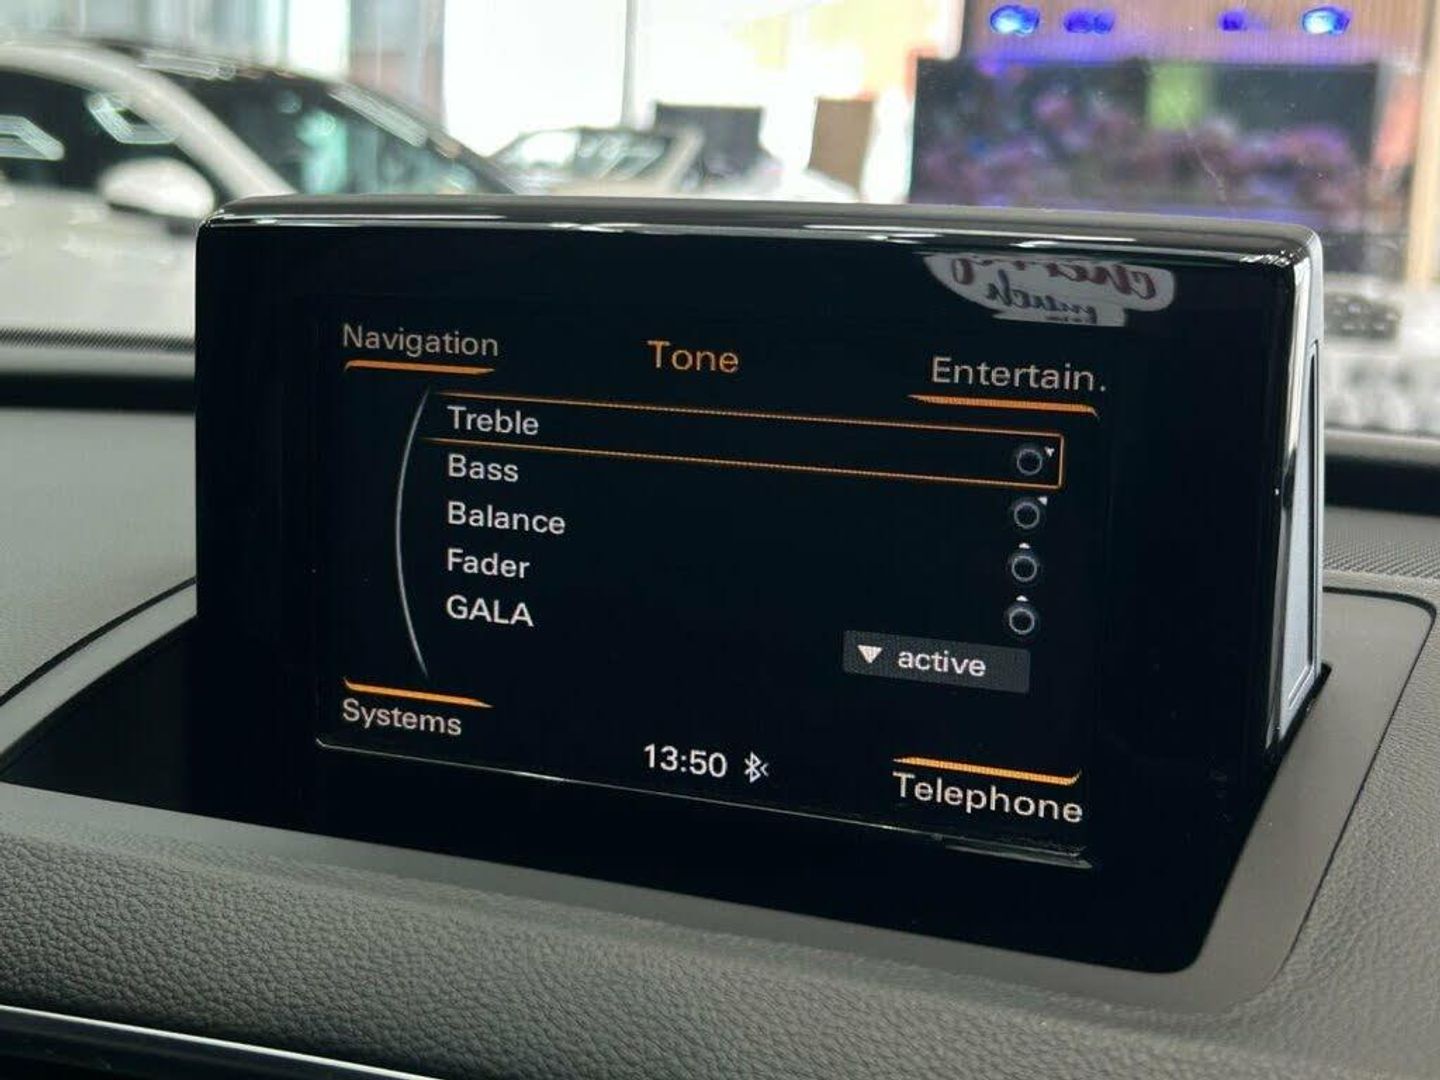 Navigation
Tone
Entertain.
Treble
Bass
Balance
Fader
GALA
active
Systems
13:50
Telephone